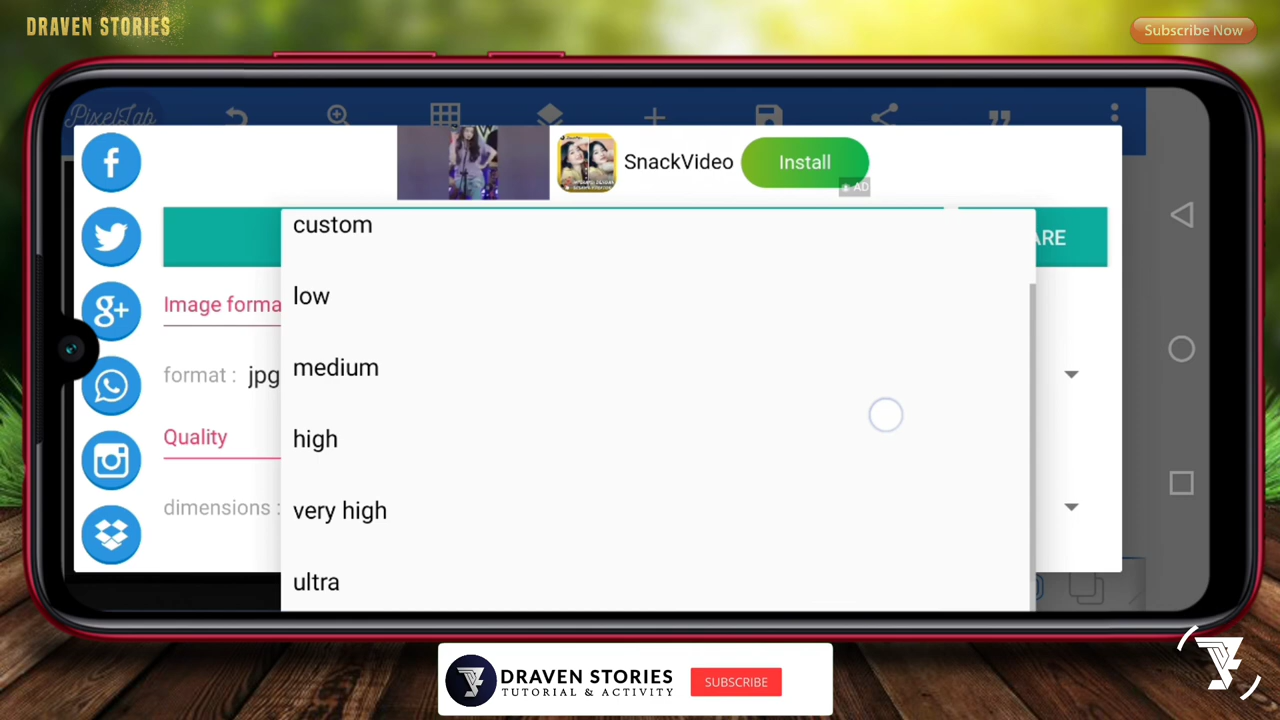 DRAVEN STORIES
Subscribe Now
PixelLab
SnackVideo
Install
AD
ARE
custom
Image forma
low
format : jpg
medium
Quality
high
dimensions :
very high
ultra
DRAVEN STORIES
TUTORIAL & ACTIVITY
SUBSCRIBE